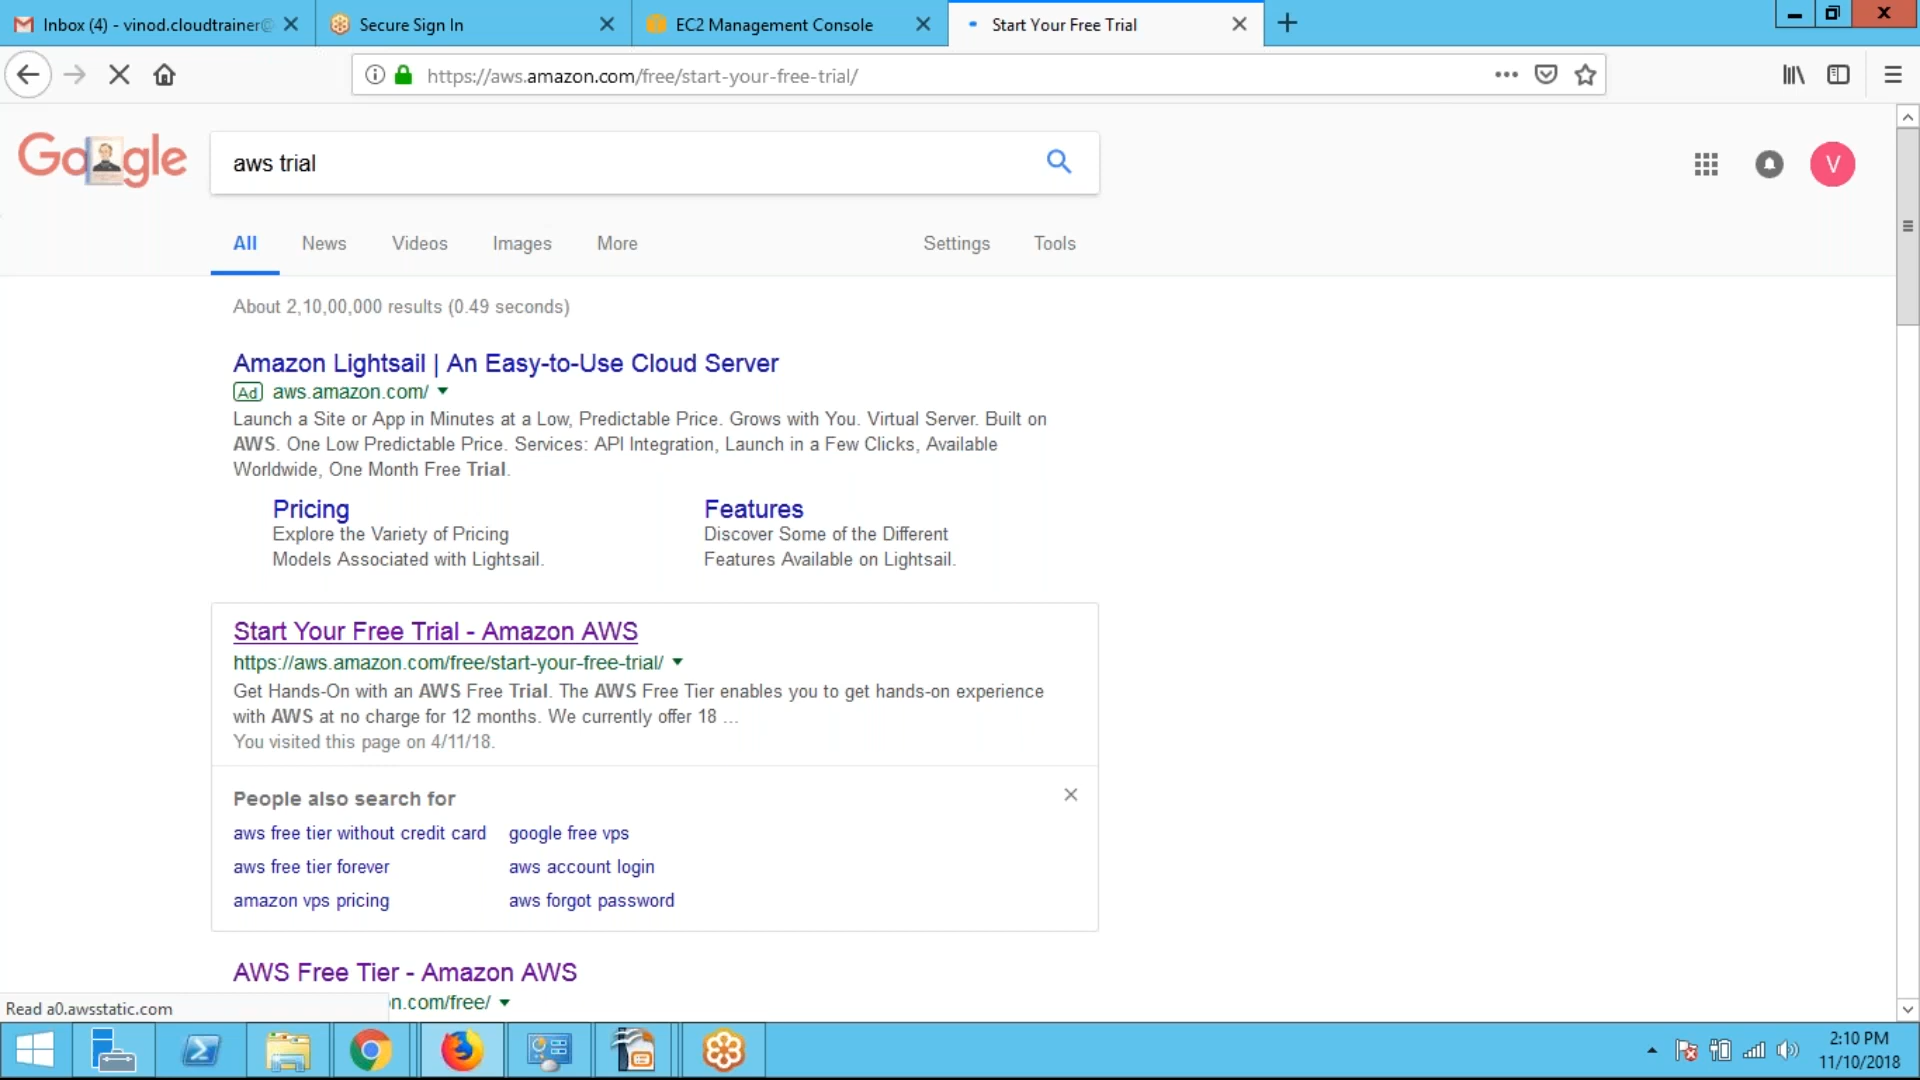 Inbox (4) - vinod.cloudtrainer@
Secure Sign In
EC2 Management Console
Start Your Free Trial
https://aws.amazon.com/free/start-your-free-trial/
Google
aws trial
V
All
News
Videos
Images
More
Settings
Tools
About 2,10,00,000 results (0.49 seconds)
Amazon Lightsail | An Easy-to-Use Cloud Server
Ad aws.amazon.com/
Launch a Site or App in Minutes at a Low, Predictable Price. Grows with You. Virtual Server. Built on
AWS. One Low Predictable Price. Services: API Integration, Launch in a Few Clicks, Available
Worldwide, One Month Free Trial.
Pricing
Explore the Variety of Pricing
Models Associated with Lightsail.
Features
Discover Some of the Different
Features Available on Lightsail.
Start Your Free Trial - Amazon AWS
https://aws.amazon.com/free/start-your-free-trial/
Get Hands-On with an AWS Free Trial. The AWS Free Tier enables you to get hands-on experience
with AWS at no charge for 12 months. We currently offer 18 ...
You visited this page on 4/11/18.
People also search for
aws free tier without credit card
google free vps
aws free tier forever
aws account login
amazon vps pricing
aws forgot password
AWS Free Tier - Amazon AWS
n.com/free/
Read a0.awsstatic.com
2:10 PM
11/10/2018